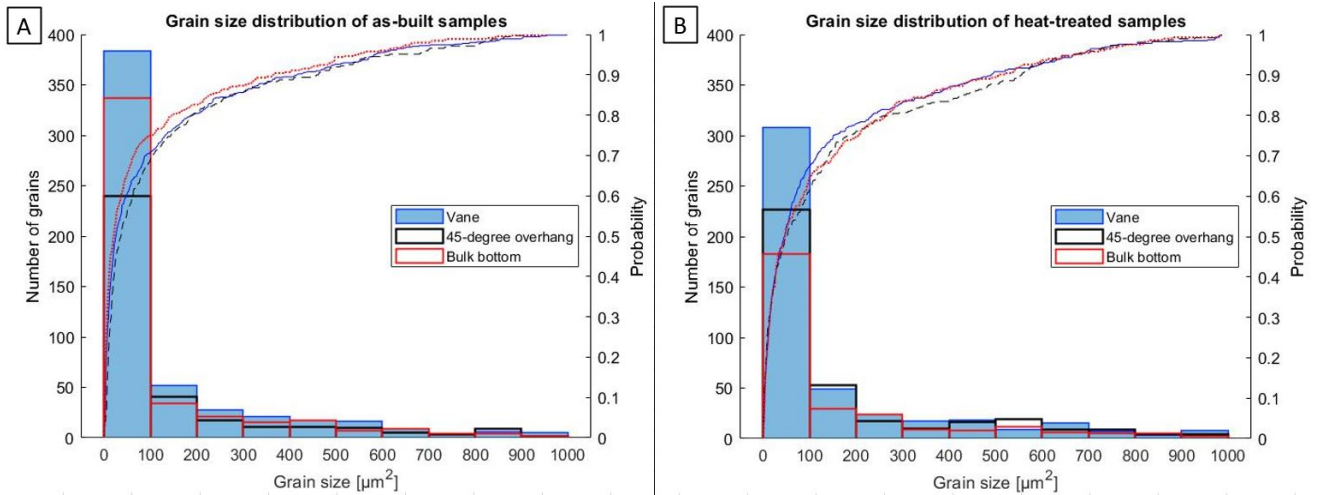 A
Grain size distribution of as-built samples
400
350
300
250
200
150
100
50
0
Number of grains
1
0.9
0.8
0.7
0.6
0.5
0.4
0.3
0.2
0.1
0
Probability
Vane
45-degree overhang
Bulk bottom
0 100 200 300 400 500 600 700 800 900 1000
Grain size [µm²]
B
Grain size distribution of heat-treated samples
400
350
300
250
200
150
100
50
0
Number of grains
1
0.9
0.8
0.7
0.6
0.5
0.4
0.3
0.2
0.1
0
Probability
Vane
45-degree overhang
Bulk bottom
0 100 200 300 400 500 600 700 800 900 1000
Grain size [µm²]